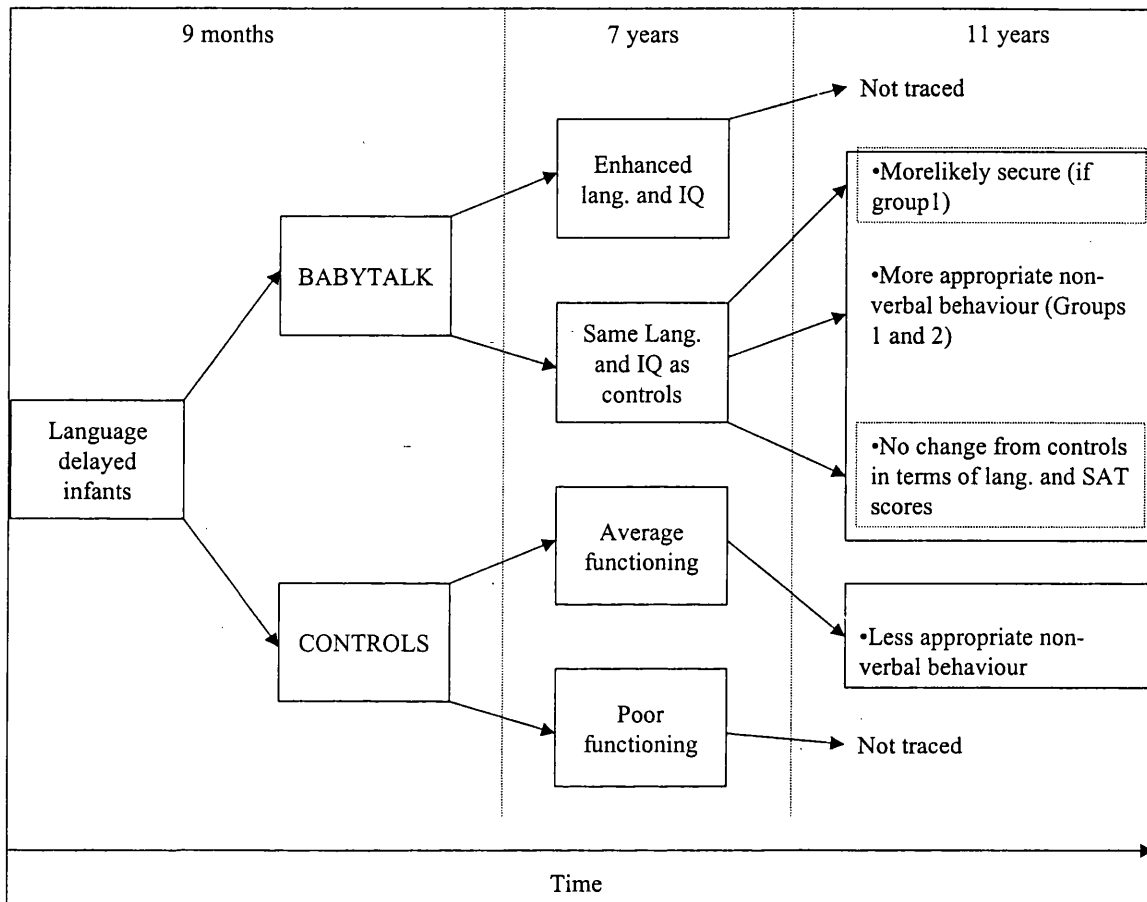 9 months
7 years
11 years
Language
delayed
infants
BABYTALK
CONTROLS
Enhanced
lang. and IQ
Same Lang.
and IQ as
controls
Average
functioning
Poor
functioning
Not traced
•Morelikely secure (if
group1)
•More appropriate non-
verbal behaviour (Groups
1 and 2)
•No change from controls
in terms of lang. and SAT
scores
•Less appropriate non-
verbal behaviour
Not traced
Time